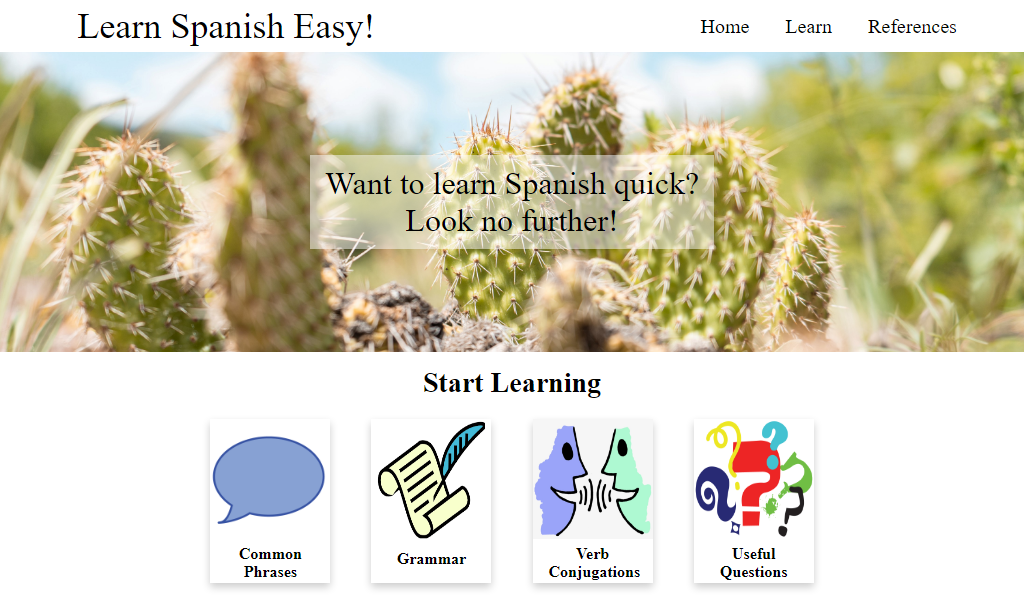 Learn Spanish Easy!
Home Learn References
Want to learn Spanish quick?
Look no further!
Start Learning
Common
Phrases
Grammar
Verb
Conjugations
Useful
Questions